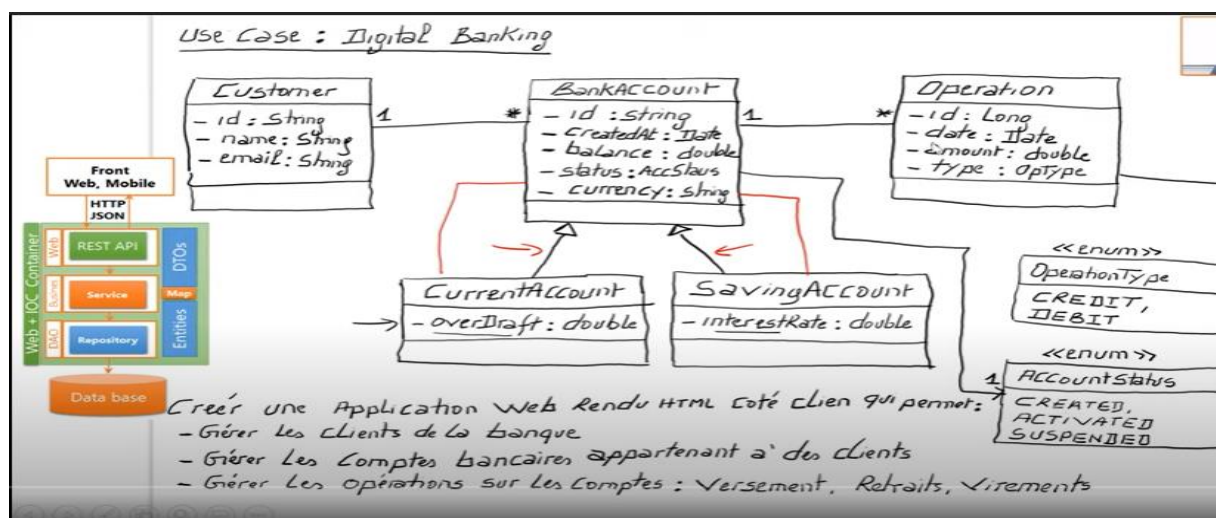 Use Case : Digital Banking
Customer
- id : String
- name : String
- email : String
1
*
BankAccount
- id : String
- createdAt : Date
- balance : double
- status : AccStaus
- currency : String
1
*
Operation
- id : Long
- date : Date
- amount : double
- type : OpType
Front
Web, Mobile
HTTP
JSON
Web + IOC Container
Web
REST API
DTOs
Busines
Service
Map
DAO
Repository
Entities
Data base
CurrentAccount
- overDraft : double
SavingAccount
- interestRate : double
<<enum>>
OperationType
CREDIT,
DEBIT
<<enum>>
1
AccountStatus
CREATED,
ACTIVATED
SUSPENDED
Creér une Application Web Rendu HTML Coté Clien qui permet :
- Gérer les clients de la banque
- Gérer les Comptes bancaires appartenant à des clients
- Gérer les opérations sur les Comptes : Versement, Retraits, Virements